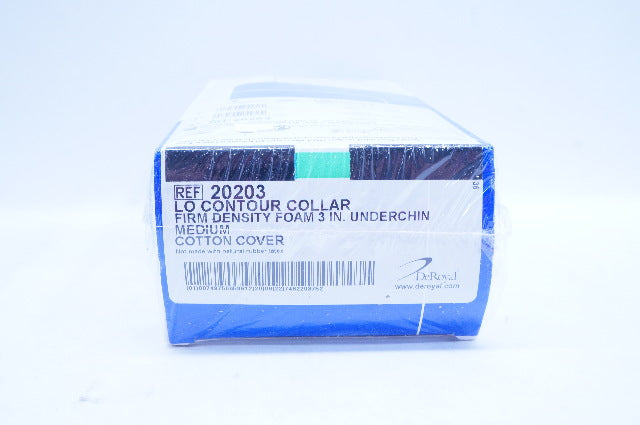 REF 20203
LO CONTOUR COLLAR
FIRM DENSITY FOAM 3 IN. UNDERCHIN
MEDIUM
COTTON COVER
Not made with natural rubber latex
DeRoyal
www.deroyal.com